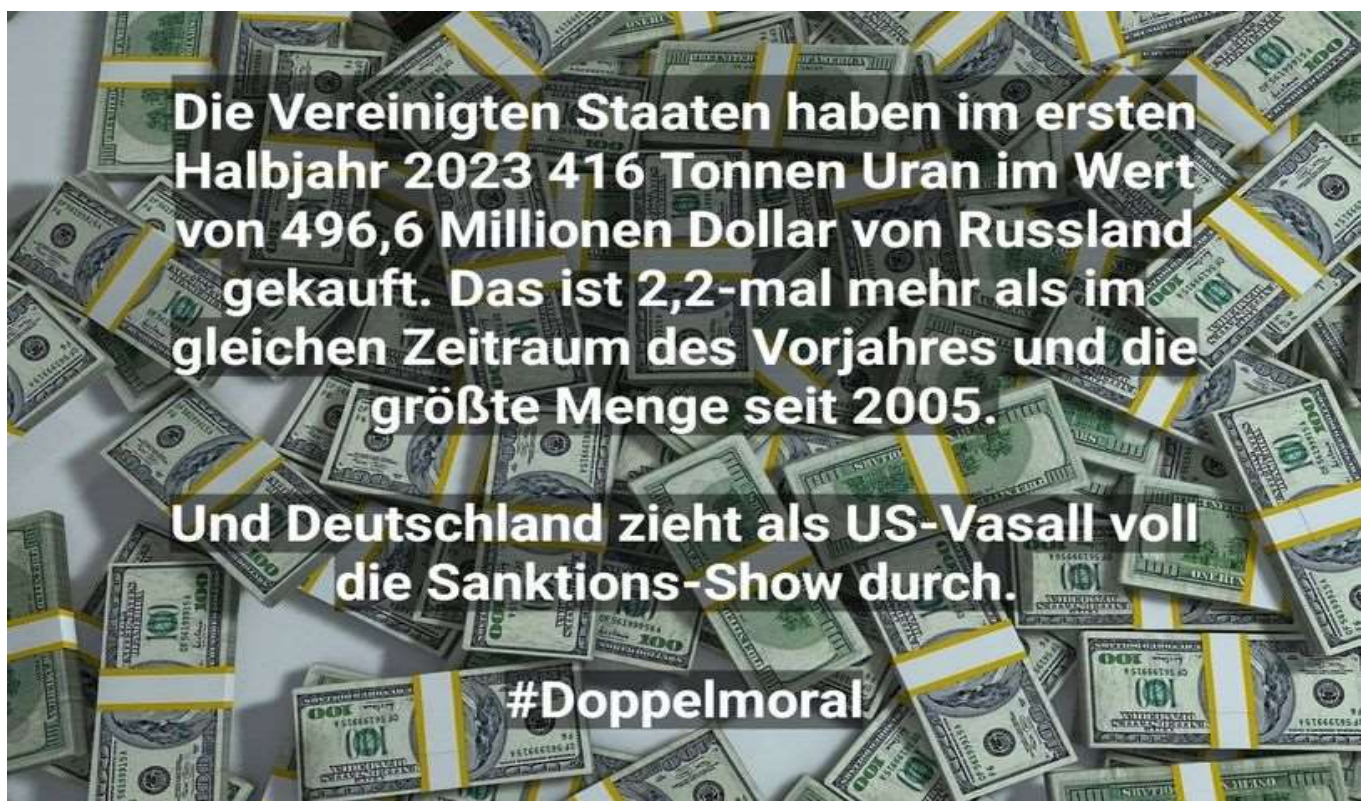 Die Vereinigten Staaten haben im ersten
Halbjahr 2023 416 Tonnen Uran im Wert
von 496,6 Millionen Dollar von Russland
gekauft. Das ist 2,2-mal mehr als im
gleichen Zeitraum des Vorjahres und die
größte Menge seit 2005.
Und Deutschland zieht als US-Vasall voll
die Sanktions-Show durch.
#Doppelmoral